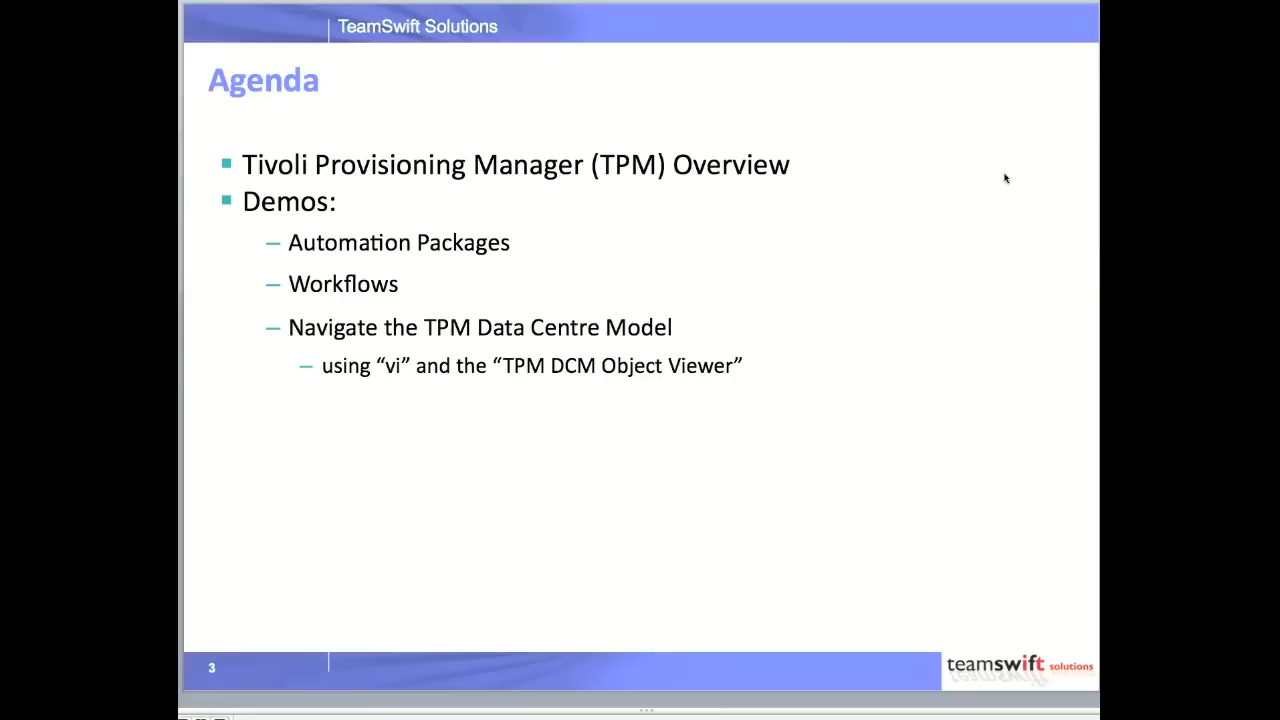 TeamSwift Solutions
Agenda
Tivoli Provisioning Manager (TPM) Overview
Demos:
– Automation Packages
– Workflows
– Navigate the TPM Data Centre Model
– using “vi” and the “TPM DCM Object Viewer”
3
teamswift solutions